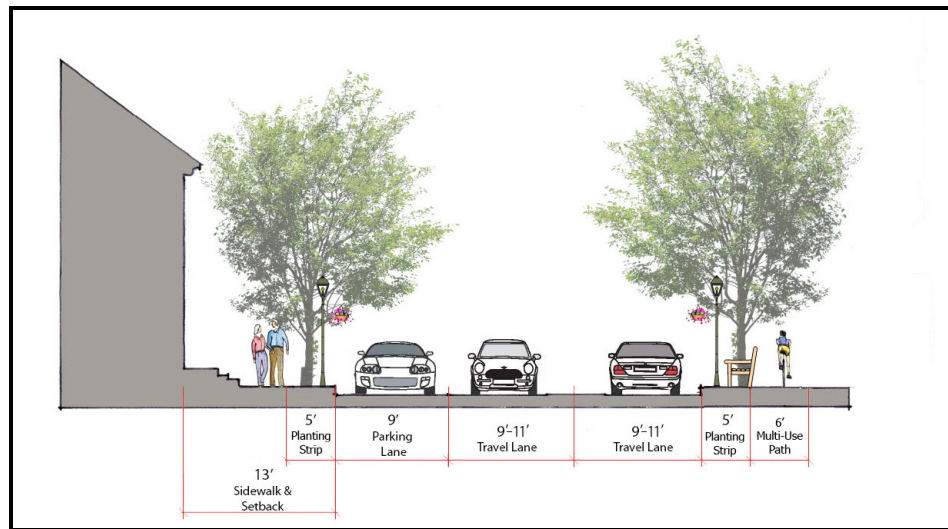 5’
Planting
Strip
9’
Parking
Lane
9’-11’
Travel Lane
9’-11’
Travel Lane
5’
Planting
Strip
6’
Multi-Use
Path
13’
Sidewalk &
Setback